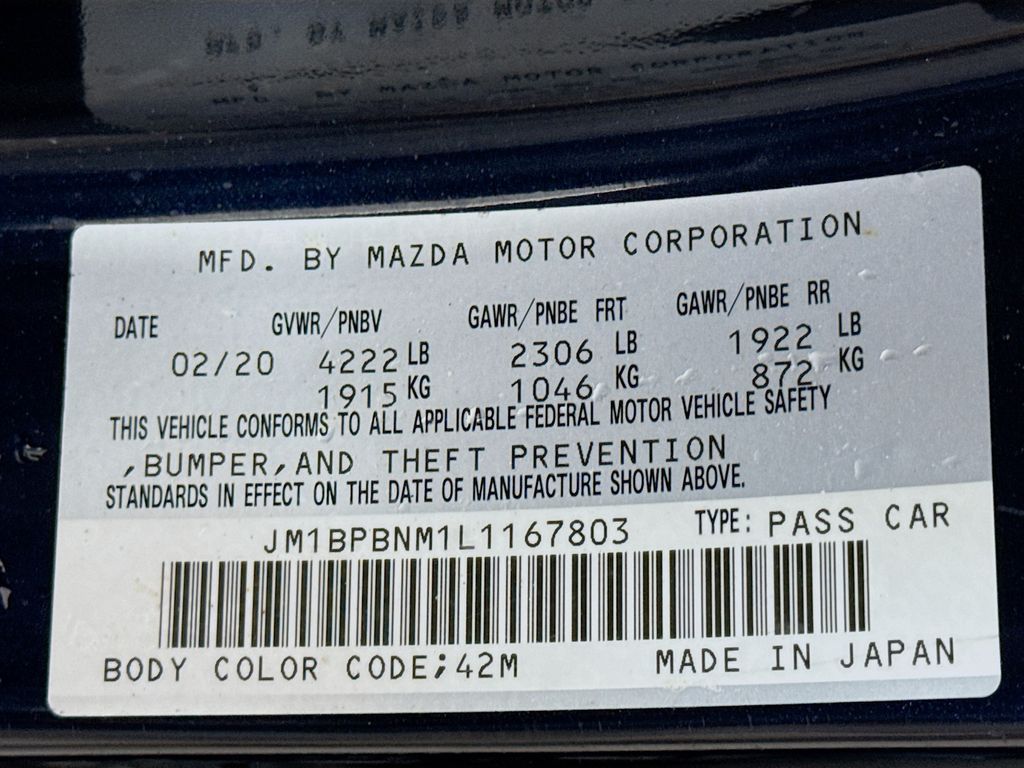 MFD. BY MAZDA MOTOR CORPORATION
DATE GVWR/PNBV GAWR/PNBE FRT GAWR/PNBE RR
02/20 4222 LB 2306 LB 1922 LB
1915 KG 1046 KG 872 KG
THIS VEHICLE CONFORMS TO ALL APPLICABLE FEDERAL MOTOR VEHICLE SAFETY
,BUMPER,AND THEFT PREVENTION
STANDARDS IN EFFECT ON THE DATE OF MANUFACTURE SHOWN ABOVE.
JM1BPBNM1L1167803 TYPE: PASS CAR
BODY COLOR CODE;42M MADE IN JAPAN